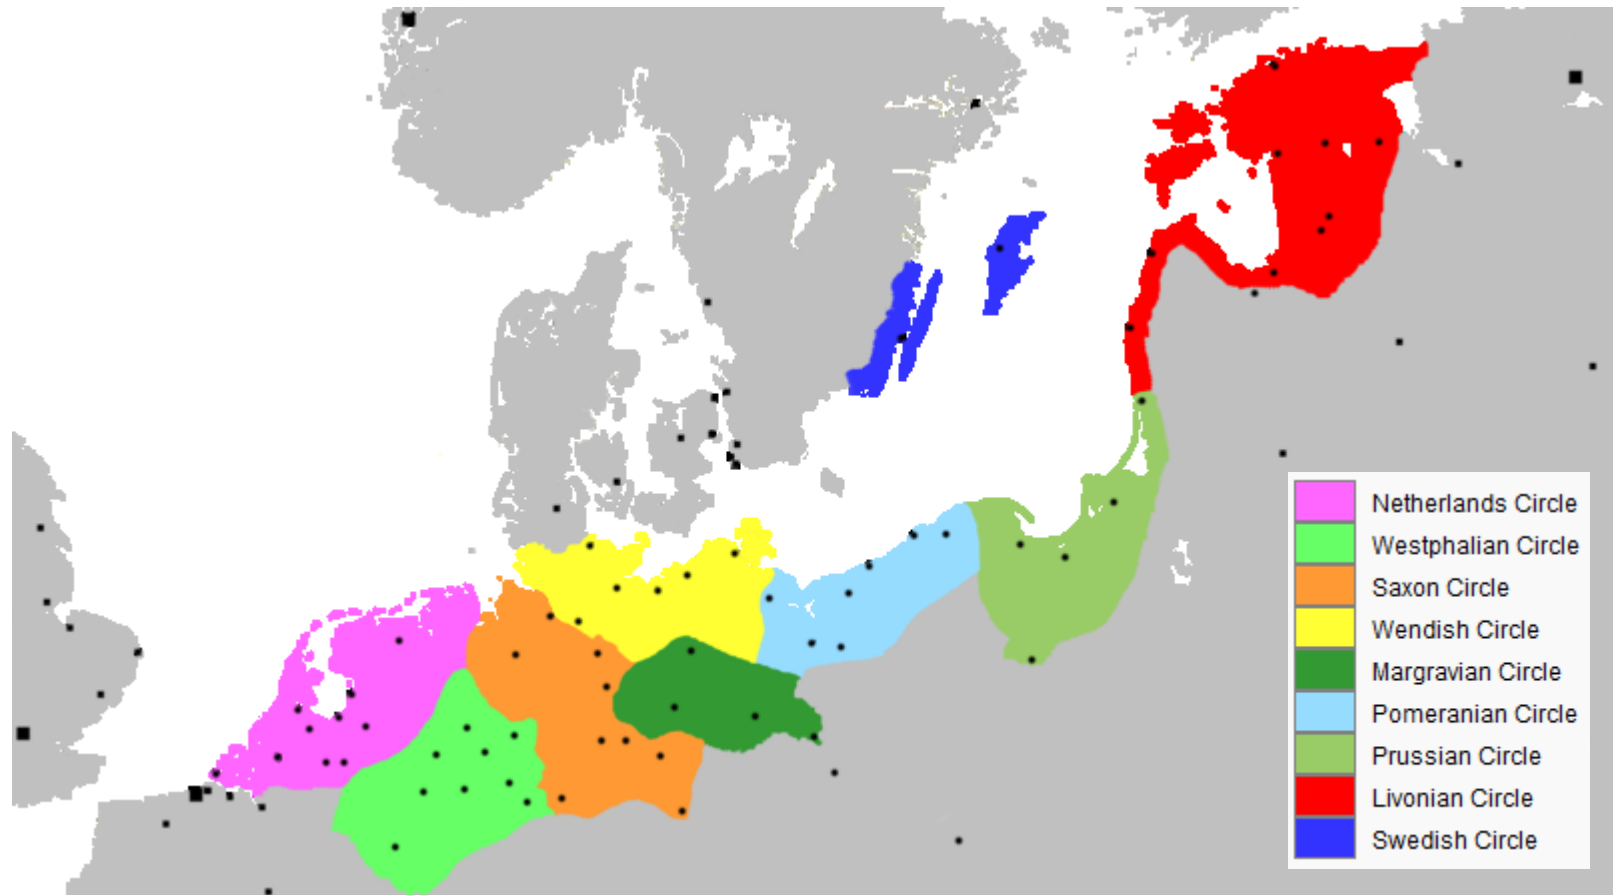 Netherlands Circle
Westphalian Circle
Saxon Circle
Wendish Circle
Margravian Circle
Pomeranian Circle
Prussian Circle
Livonian Circle
Swedish Circle